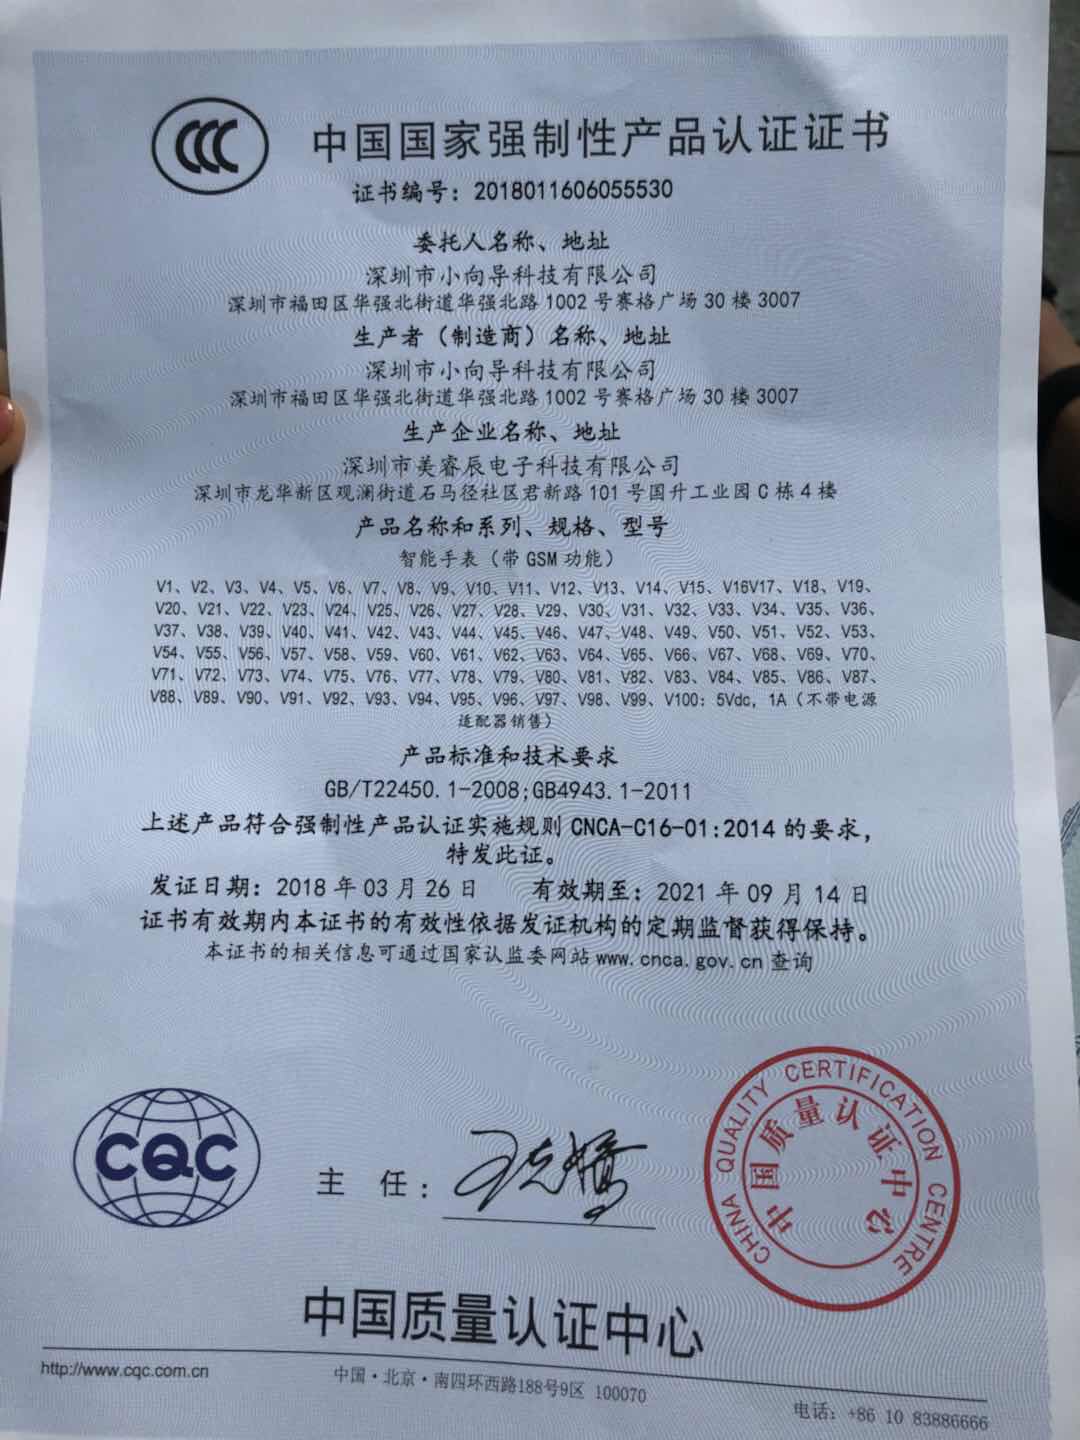 CCC
中国国家强制性产品认证证书
证书编号：2018011606055530
委托人名称、地址
深圳市小向导科技有限公司
深圳市福田区华强北街道华强北路1002号赛格广场30楼3007
生产者（制造商）名称、地址
深圳市小向导科技有限公司
深圳市福田区华强北街道华强北路1002号赛格广场30楼3007
生产企业名称、地址
深圳市美睿辰电子科技有限公司
深圳市龙华新区观澜街道石马径社区君新路101号国升工业园C栋4楼
产品名称和系列、规格、型号
智能手表（带GSM功能）
V1、V2、V3、V4、V5、V6、V7、V8、V9、V10、V11、V12、V13、V14、V15、V16V17、V18、V19、
V20、V21、V22、V23、V24、V25、V26、V27、V28、V29、V30、V31、V32、V33、V34、V35、V36、
V37、V38、V39、V40、V41、V42、V43、V44、V45、V46、V47、V48、V49、V50、V51、V52、V53、
V54、V55、V56、V57、V58、V59、V60、V61、V62、V63、V64、V65、V66、V67、V68、V69、V70、
V71、V72、V73、V74、V75、V76、V77、V78、V79、V80、V81、V82、V83、V84、V85、V86、V87、
V88、V89、V90、V91、V92、V93、V94、V95、V96、V97、V98、V99、V100：5Vdc，1A（不带电源
适配器销售）
产品标准和技术要求
GB/T22450.1-2008;GB4943.1-2011
上述产品符合强制性产品认证实施规则CNCA-C16-01:2014的要求，
特发此证。
发证日期：2018年03月26日 有效期至：2021年09月14日
证书有效期内本证书的有效性依据发证机构的定期监督获得保持。
本证书的相关信息可通过国家认监委网站www.cnca.gov.cn查询
CQC
主 任：
CHINA QUALITY CERTIFICATION CENTRE
中国质量认证中心
中国质量认证中心
http://www.cqc.com.cn
中国·北京·南四环西路188号9区 100070
电话：+86 10 83886666